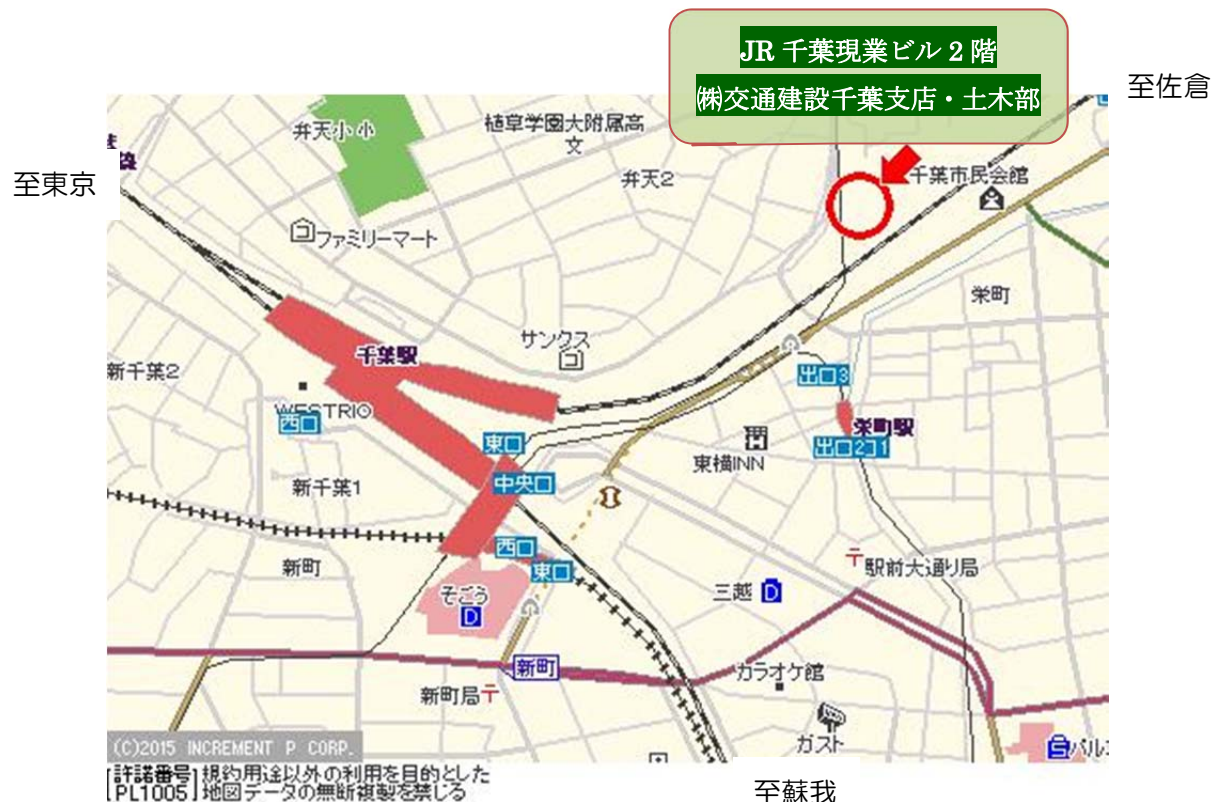 JR 千葉現業ビル 2 階
㈱交通建設千葉支店・土木部
至佐倉
至東京
弁天小小
植草学園大附属高
文
弁天2
千葉市民会館
ファミリーマート
栄町
サンクス
千葉駅
新千葉2
WESTRIO
西口
出口3
栄町駅
出口2 1
東口
東横INN
中央口
新千葉1
西口
東口
新町
駅前大通り局
三越 D
そごう
D
新町
カラオケ館
新町局
ガスト
(C)2015 INCREMENT P CORP.
[許諾番号]規約用途以外の利用を目的とした
[PL1005]地図データの無断複製を禁じる
至蘇我